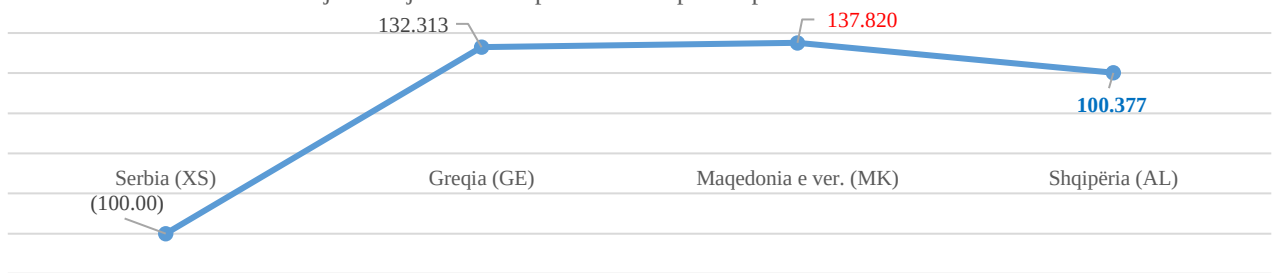 132.313
137.820
100.377
Serbia (XS)
Greqia (GE)
Maqedonia e ver. (MK)
Shqipëria (AL)
(100.00)